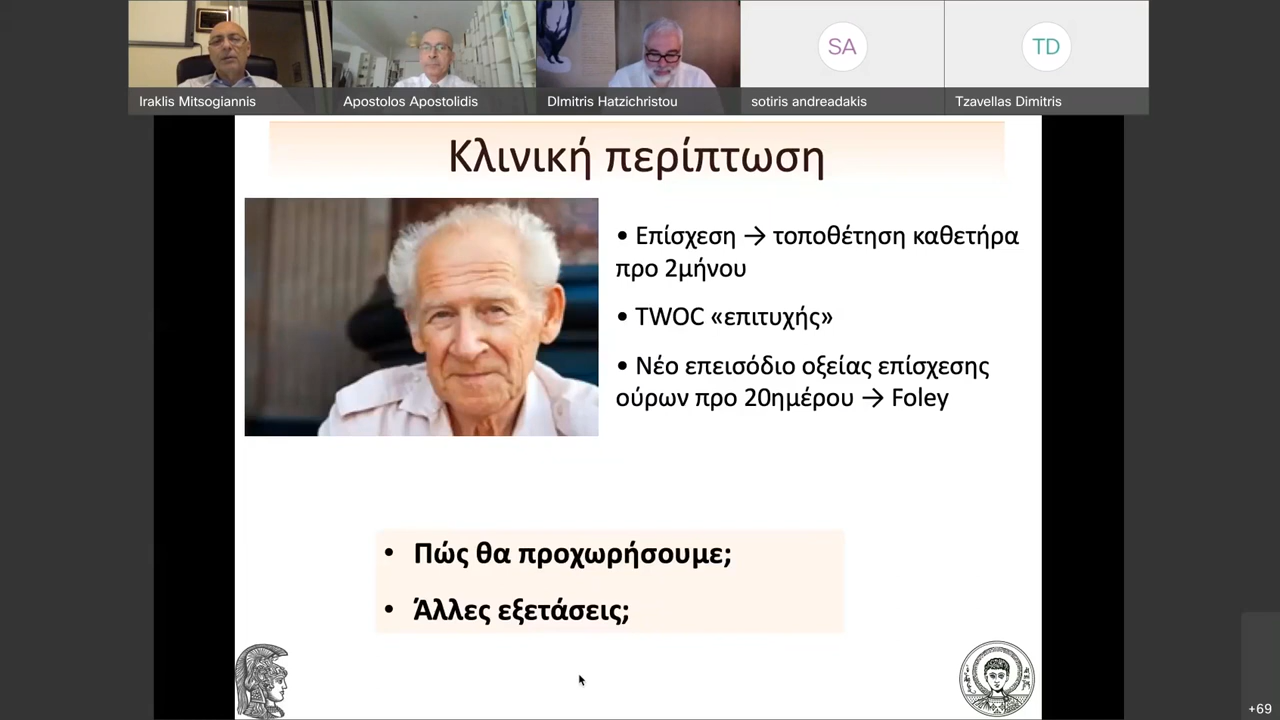 Iraklis Mitsogiannis
Apostolos Apostolidis
DImitris Hatzichristou
SA
sotiris andreadakis
TD
Tzavellas Dimitris
Κλινική περίπτωση
• Επίσχεση → τοποθέτηση καθετήρα
προ 2μήνου
• TWOC «επιτυχής»
• Νέο επεισόδιο οξείας επίσχεσης
ούρων προ 20ημέρου → Foley
• Πώς θα προχωρήσουμε;
• Άλλες εξετάσεις;
+69